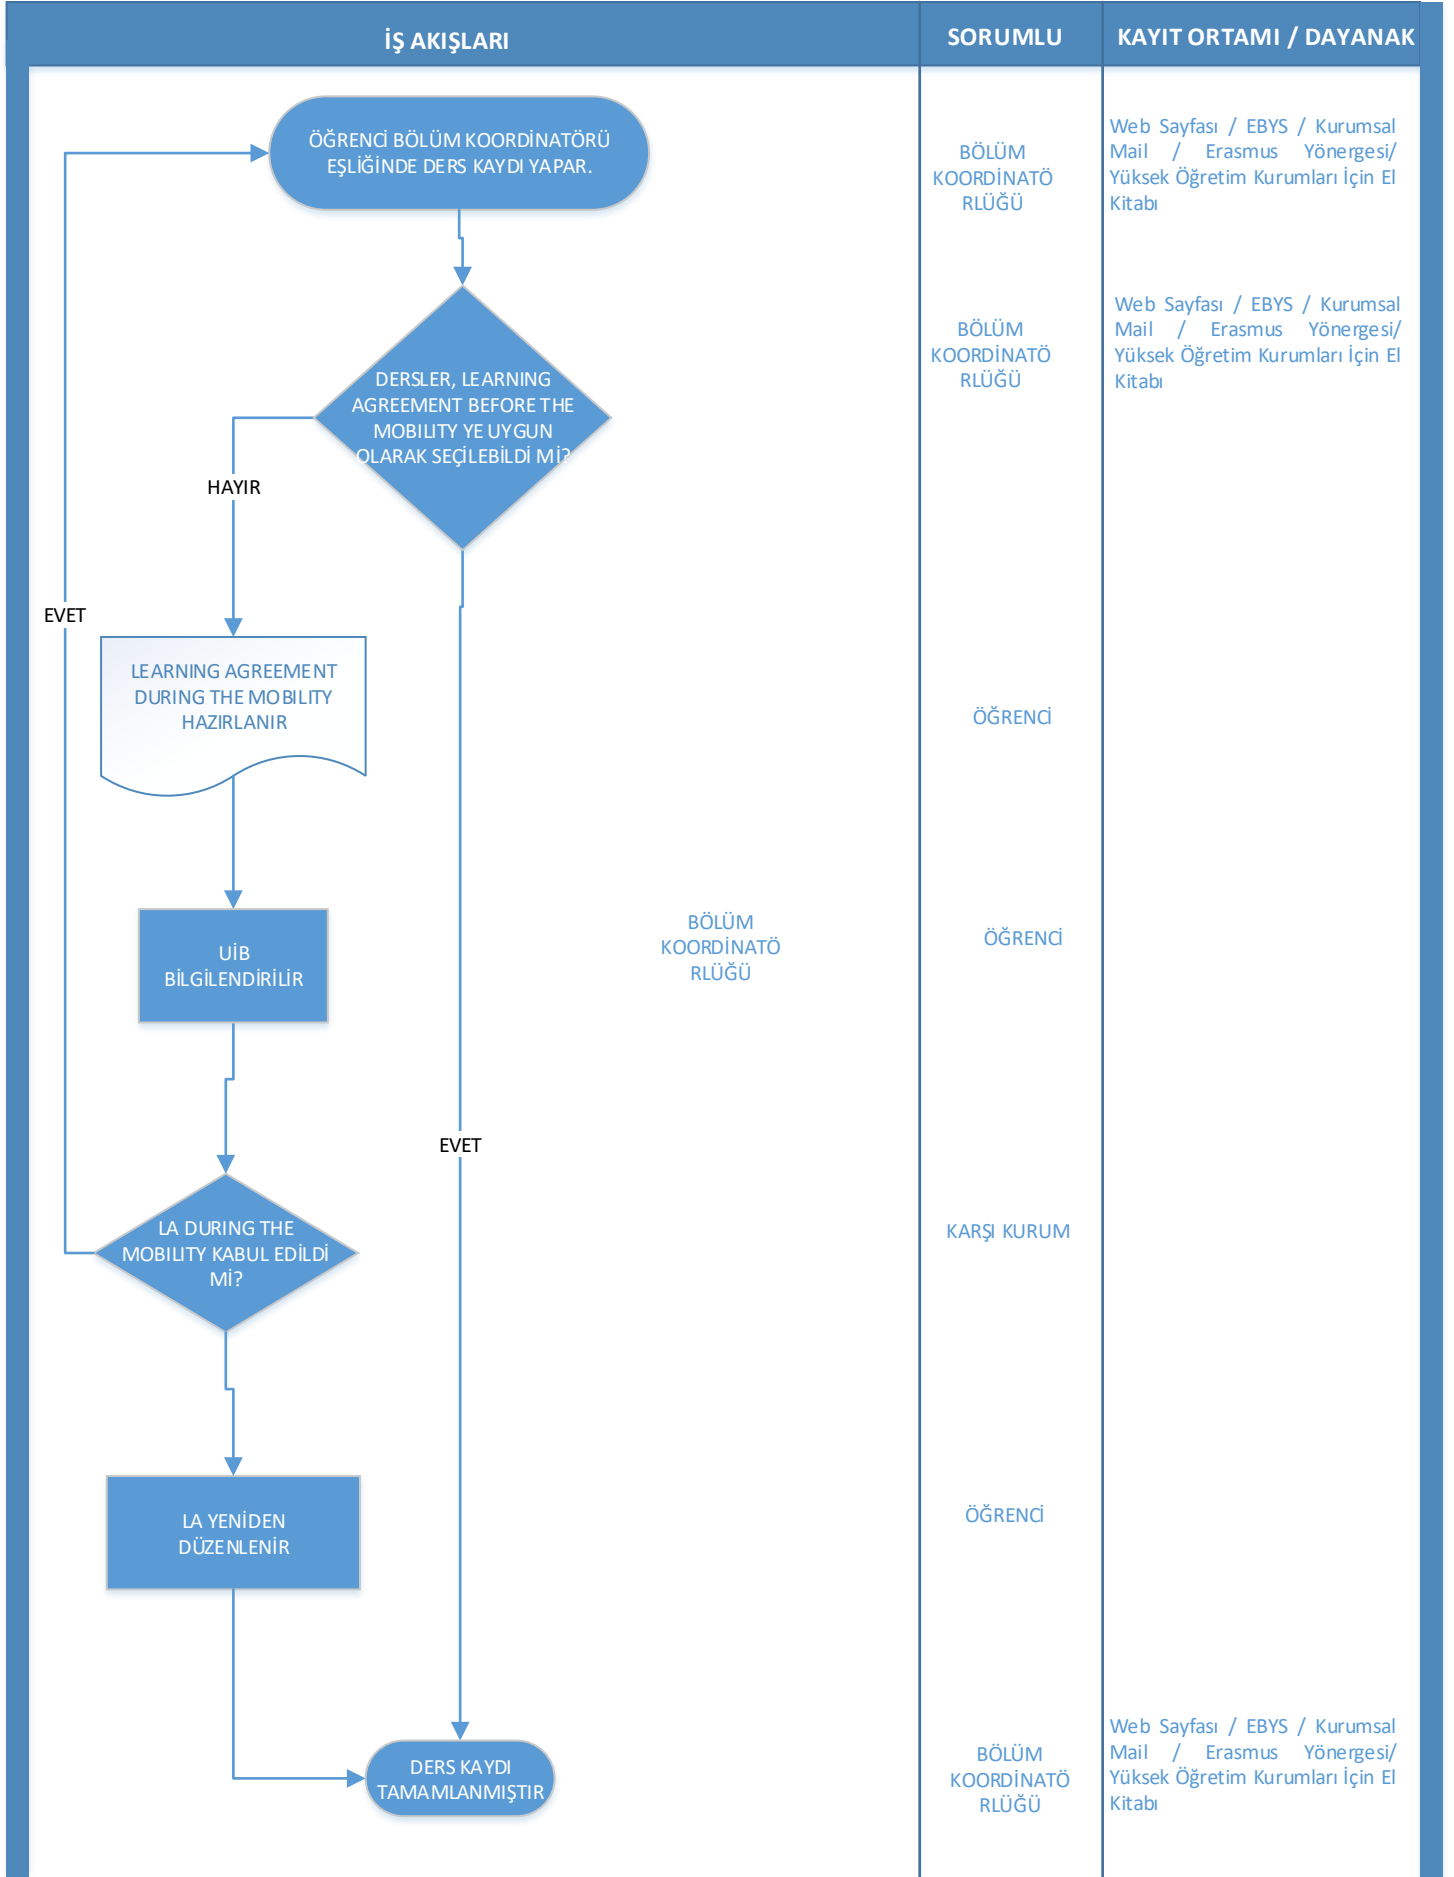 İŞ AKIŞLARI
SORUMLU
KAYIT ORTAMI / DAYANAK
ÖĞRENCİ BÖLÜM KOORDİNATÖRÜ
EŞLİĞİNDE DERS KAYDI YAPAR.
BÖLÜM
KOORDİNATÖ
RLÜĞÜ
Web Sayfası / EBYS / Kurumsal
Mail / Erasmus Yönergesi/
Yüksek Öğretim Kurumları İçin El
Kitabı
DERSLER, LEARNING
AGREEMENT BEFORE THE
MOBILITY YE UYGUN
OLARAK SEÇİLEBİLDİ Mİ?
BÖLÜM
KOORDİNATÖ
RLÜĞÜ
Web Sayfası / EBYS / Kurumsal
Mail / Erasmus Yönergesi/
Yüksek Öğretim Kurumları İçin El
Kitabı
HAYIR
EVET
LEARNING AGREEMENT
DURING THE MOBILITY
HAZIRLANIR
ÖĞRENCİ
UİB
BİLGİLENDİRİLİR
BÖLÜM
KOORDİNATÖ
RLÜĞÜ
ÖĞRENCİ
EVET
LA DURING THE
MOBILITY KABUL EDİLDİ
Mİ?
KARŞI KURUM
LA YENİDEN
DÜZENLENİR
ÖĞRENCİ
DERS KAYDI
TAMAMLANMIŞTIR
BÖLÜM
KOORDİNATÖ
RLÜĞÜ
Web Sayfası / EBYS / Kurumsal
Mail / Erasmus Yönergesi/
Yüksek Öğretim Kurumları İçin El
Kitabı